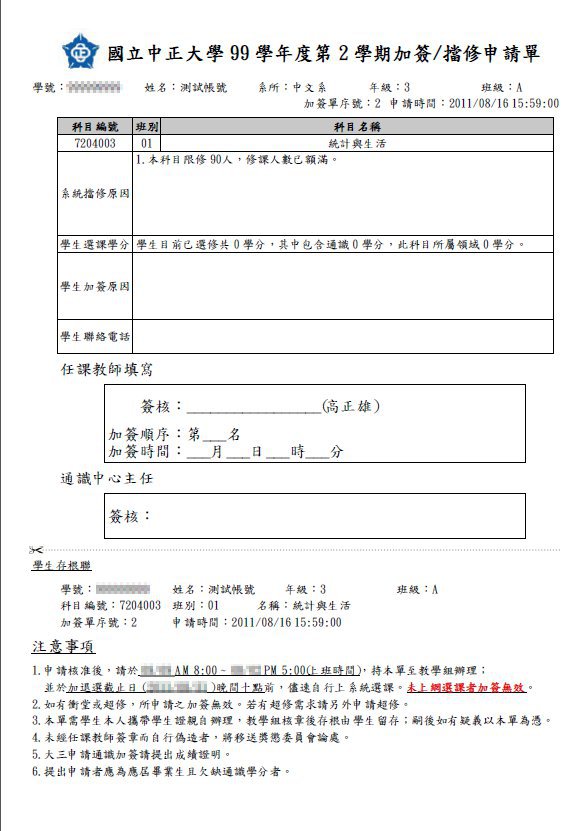 國立中正大學 99 學年度第 2 學期加簽/擋修申請單
學號： 姓名：測試帳號 系所：中文系 年級：3 班級：A
加簽單序號：2 申請時間：2011/08/16 15:59:00
科目編號 班別 科目名稱
7204003 01 統計與生活
系統擋修原因 1.本科目限修 90人，修課人數已額滿。
學生選課學分 學生目前已選修共 0 學分，其中包含通識 0 學分，此科目所屬領域 0 學分。
學生加簽原因
學生聯絡電話
任課教師填寫
簽核：________________(高正雄)
加簽順序：第___名
加簽時間：___月___日___時___分
通識中心主任
簽核：
學生存根聯
學號： 姓名：測試帳號 年級：3 班級：A
科目編號：7204003 班別：01 名稱：統計與生活
加簽單序號：2 申請時間：2011/08/16 15:59:00
注意事項
1.申請核准後，請於 AM 8:00 ~ PM 5:00(上班時間)，持本單至教學組辦理；
並於加退選截止日( )晚間十點前，儘速自行上系統選課。未上網選課者加簽無效。
2.如有衝堂或超修，所申請之加簽無效。若有超修需求請另外申請超修。
3.本單需學生本人攜帶學生證親自辦理，教學組核章後存根由學生留存；嗣後如有疑義以本單為憑。
4.未經任課教師簽章而自行偽造者，將移送獎懲委員會論處。
5.大三申請通識加簽請提出成績證明。
6.提出申請者應為應屆畢業生且欠缺通識學分者。